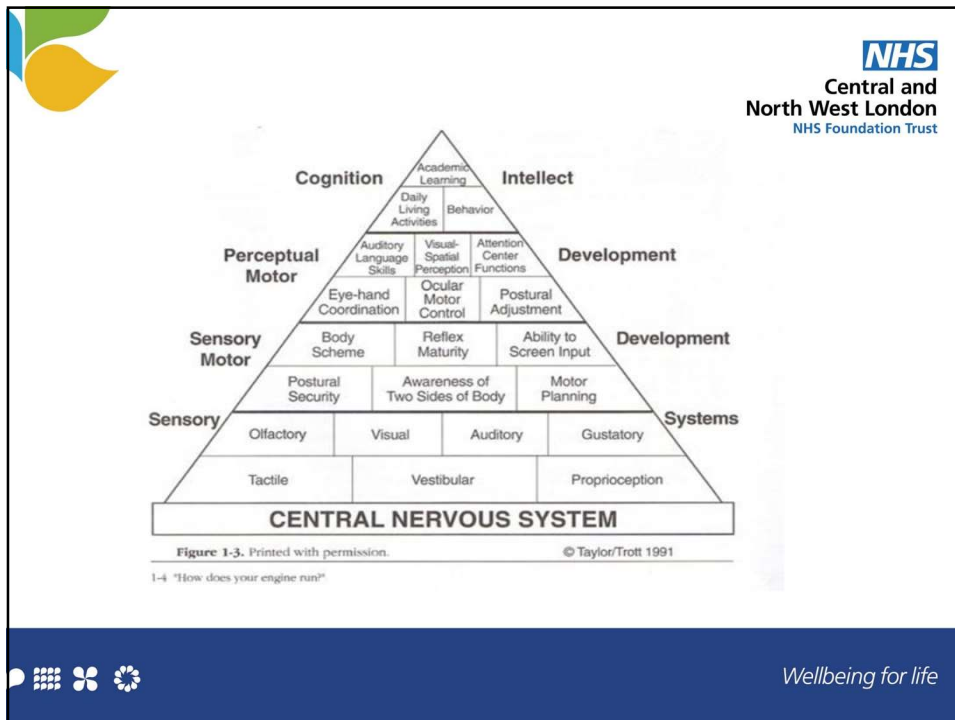 NHS
Central and
North West London
NHS Foundation Trust
Cognition
Academic
Learning
Intellect
Daily
Living
Activities
Behavior
Perceptual
Motor
Auditory
Language
Skills
Visual-
Spatial
Perception
Attention
Center
Functions
Development
Eye-hand
Coordination
Ocular
Motor
Control
Postural
Adjustment
Sensory
Motor
Body
Scheme
Reflex
Maturity
Ability to
Screen Input
Development
Postural
Security
Awareness of
Two Sides of Body
Motor
Planning
Sensory
Systems
Olfactory
Visual
Auditory
Gustatory
Tactile
Vestibular
Proprioception
CENTRAL NERVOUS SYSTEM
Figure 1-3. Printed with permission.
© Taylor/Trott 1991
1-4 "How does your engine run?"
Wellbeing for life